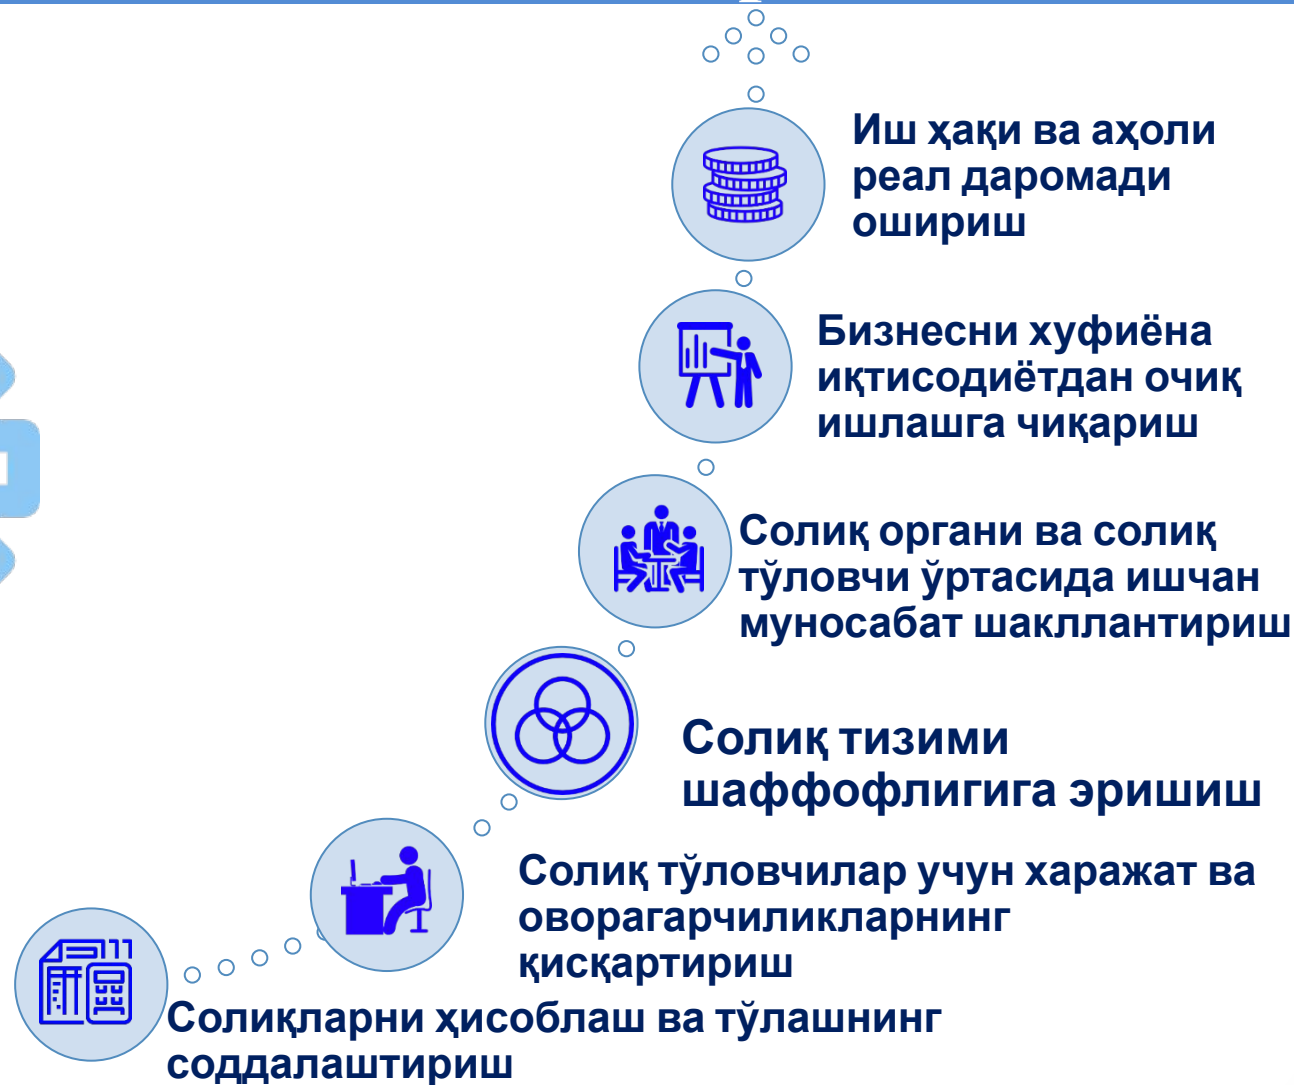 Иш ҳақи ва аҳоли
реал даромади
ошириш
Бизнесни хуфиёна
иқтисодиётдан очиқ
ишлашга чиқариш
Солиқ органи ва солиқ
тўловчи ўртасида ишчан
муносабат шакллантириш
Солиқ тизими
шаффофлигига эришиш
Солиқ тўловчилар учун харажат ва
оворагарчиликларнинг
қисқартириш
Солиқларни ҳисоблаш ва тўлашнинг
соддалаштириш